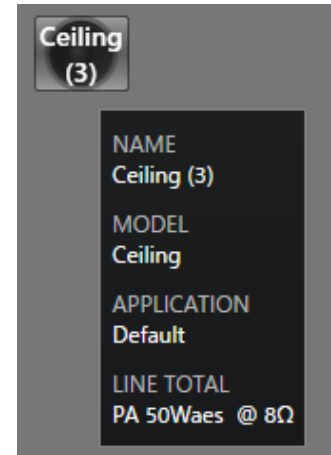 Ceiling
(3)
NAME
Ceiling (3)
MODEL
Ceiling
APPLICATION
Default
LINE TOTAL
PA 50Waes @ 8Ω